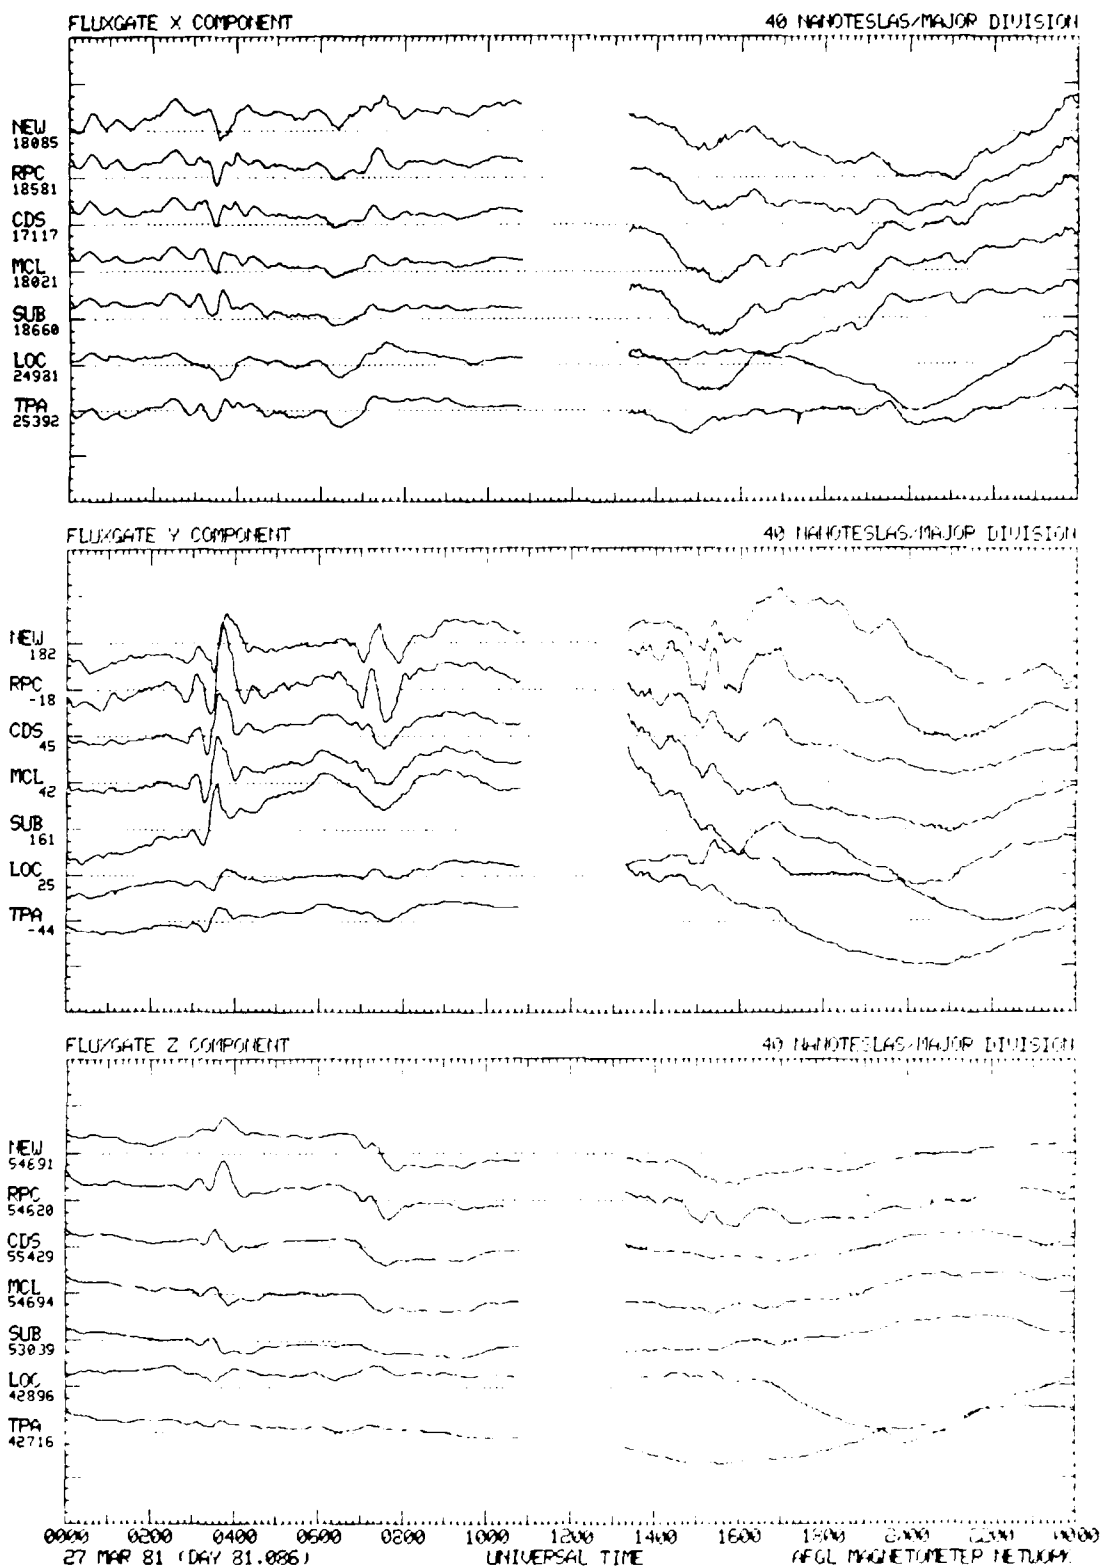 FLUXGATE X COMPONENT 40 NANOTESLAS/MAJOR DIVISION
NEW
18085
RPC
18581
CDS
17117
MCL
18021
SUB
18660
LOC
24981
TPA
25392
FLUXGATE Y COMPONENT 40 NANOTESLAS/MAJOR DIVISION
NEW
182
RPC
-18
CDS
45
MCL
42
SUB
161
LOC
25
TPA
-44
FLUXGATE Z COMPONENT 40 NANOTESLAS/MAJOR DIVISION
NEW
54691
RPC
54620
CDS
55429
MCL
54694
SUB
53039
LOC
42896
TPA
42716
0000 0200 0400 0600 0800 1000 1200 1400 1600 1800 2000 2200 0000
27 MAR 81 (DAY 81.086) UNIVERSAL TIME AFGL MAGNETOMETER NETWORK